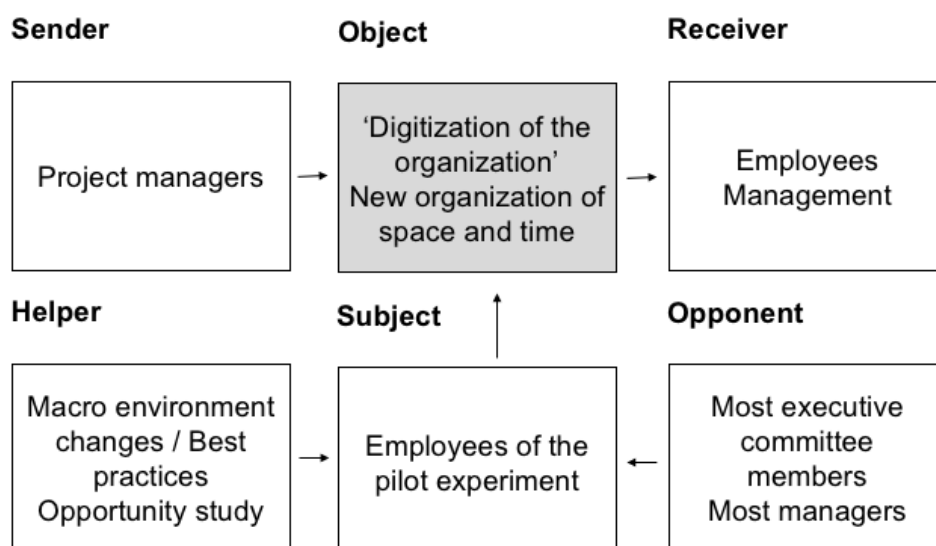 Sender
Object
Receiver
Project managers
‘Digitization of the
organization’
New organization of
space and time
Employees
Management
Helper
Subject
Opponent
Macro environment
changes / Best
practices
Opportunity study
Employees of the
pilot experiment
Most executive
committee
members
Most managers